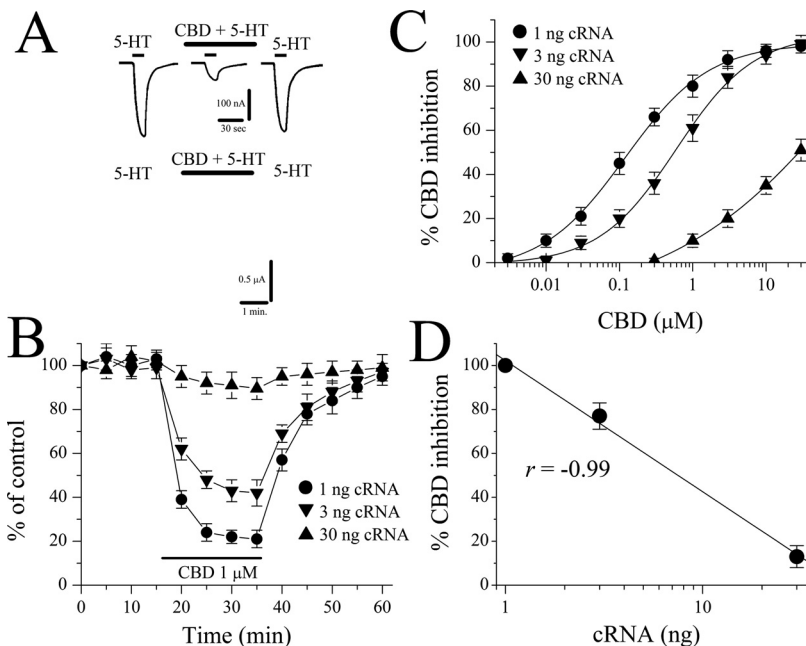 A
5-HT
CBD + 5-HT
5-HT
100 nA
30 sec
5-HT
CBD + 5-HT
5-HT
0.5 μA
1 min.
B
% of control
100
80
60
40
20
0
1 ng cRNA
3 ng cRNA
30 ng cRNA
CBD 1 μM
0 10 20 30 40 50 60
Time (min)
C
% CBD inhibition
100
80
60
40
20
0
1 ng cRNA
3 ng cRNA
30 ng cRNA
0.01 0.1 1 10
CBD (μM)
D
% CBD inhibition
100
80
60
40
20
0
r = -0.99
1 10
cRNA (ng)